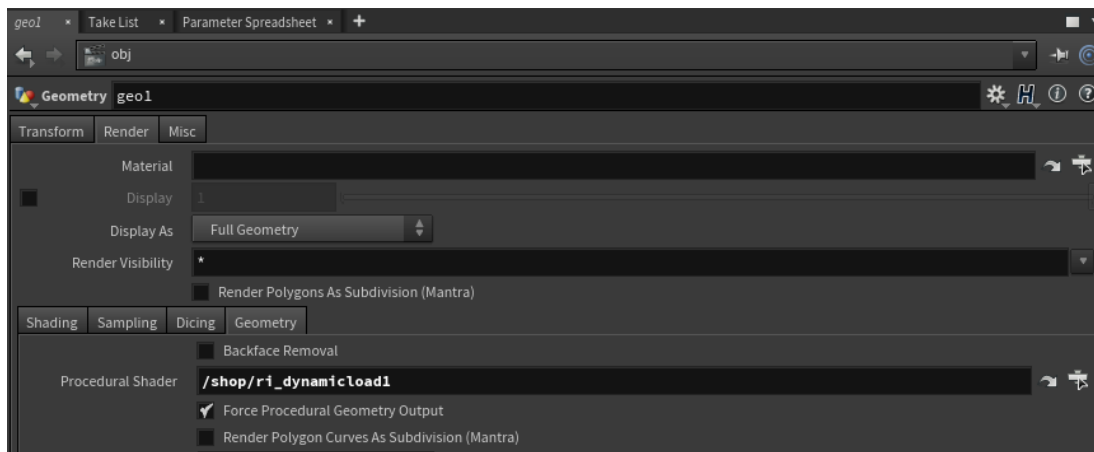 geo1 × Take List × Parameter Spreadsheet × +
obj
Geometry geo1
Transform Render Misc
Material
Display 1
Display As Full Geometry
Render Visibility *
Render Polygons As Subdivision (Mantra)
Shading Sampling Dicing Geometry
Backface Removal
Procedural Shader /shop/ri_dynamicload1
Force Procedural Geometry Output
Render Polygon Curves As Subdivision (Mantra)